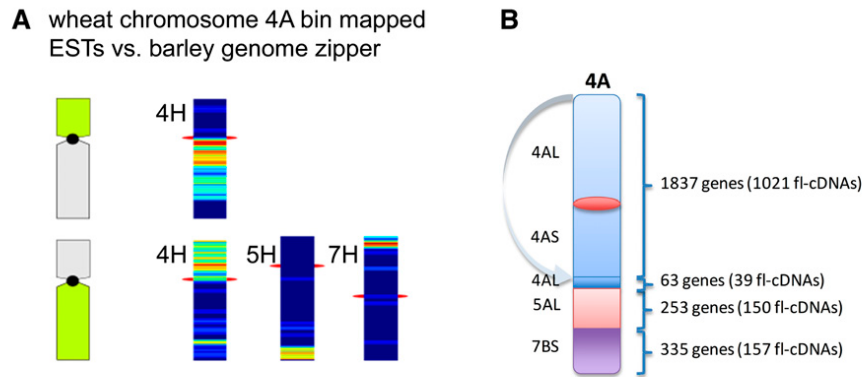 A wheat chromosome 4A bin mapped
ESTs vs. barley genome zipper
4H
4H 5H 7H
B
4A
4AL
4AS
4AL
5AL
7BS
1837 genes (1021 fl-cDNAs)
63 genes (39 fl-cDNAs)
253 genes (150 fl-cDNAs)
335 genes (157 fl-cDNAs)